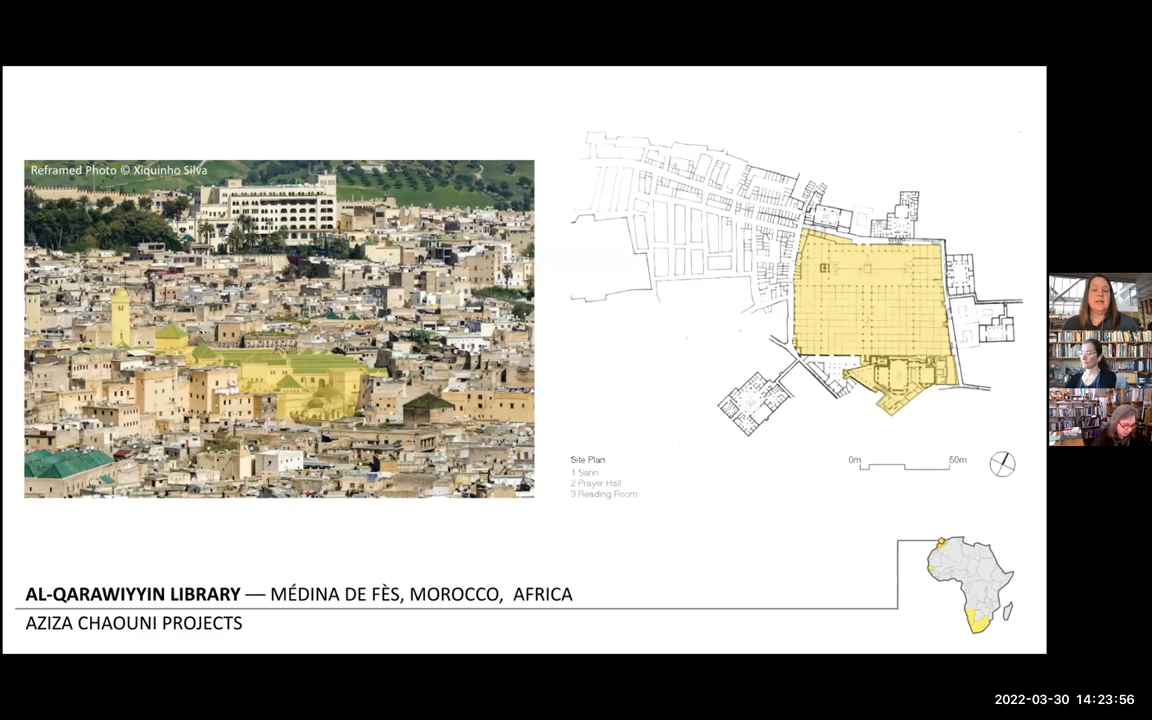 Reframed Photo © Xiquinho Silva
Site Plan
1 Sahn
2 Prayer Hall
3 Reading Room
0m 50m
AL-QARAWIYYIN LIBRARY — MÉDINA DE FÈS, MOROCCO, AFRICA
AZIZA CHAOUNI PROJECTS
2022-03-30 14:23:56